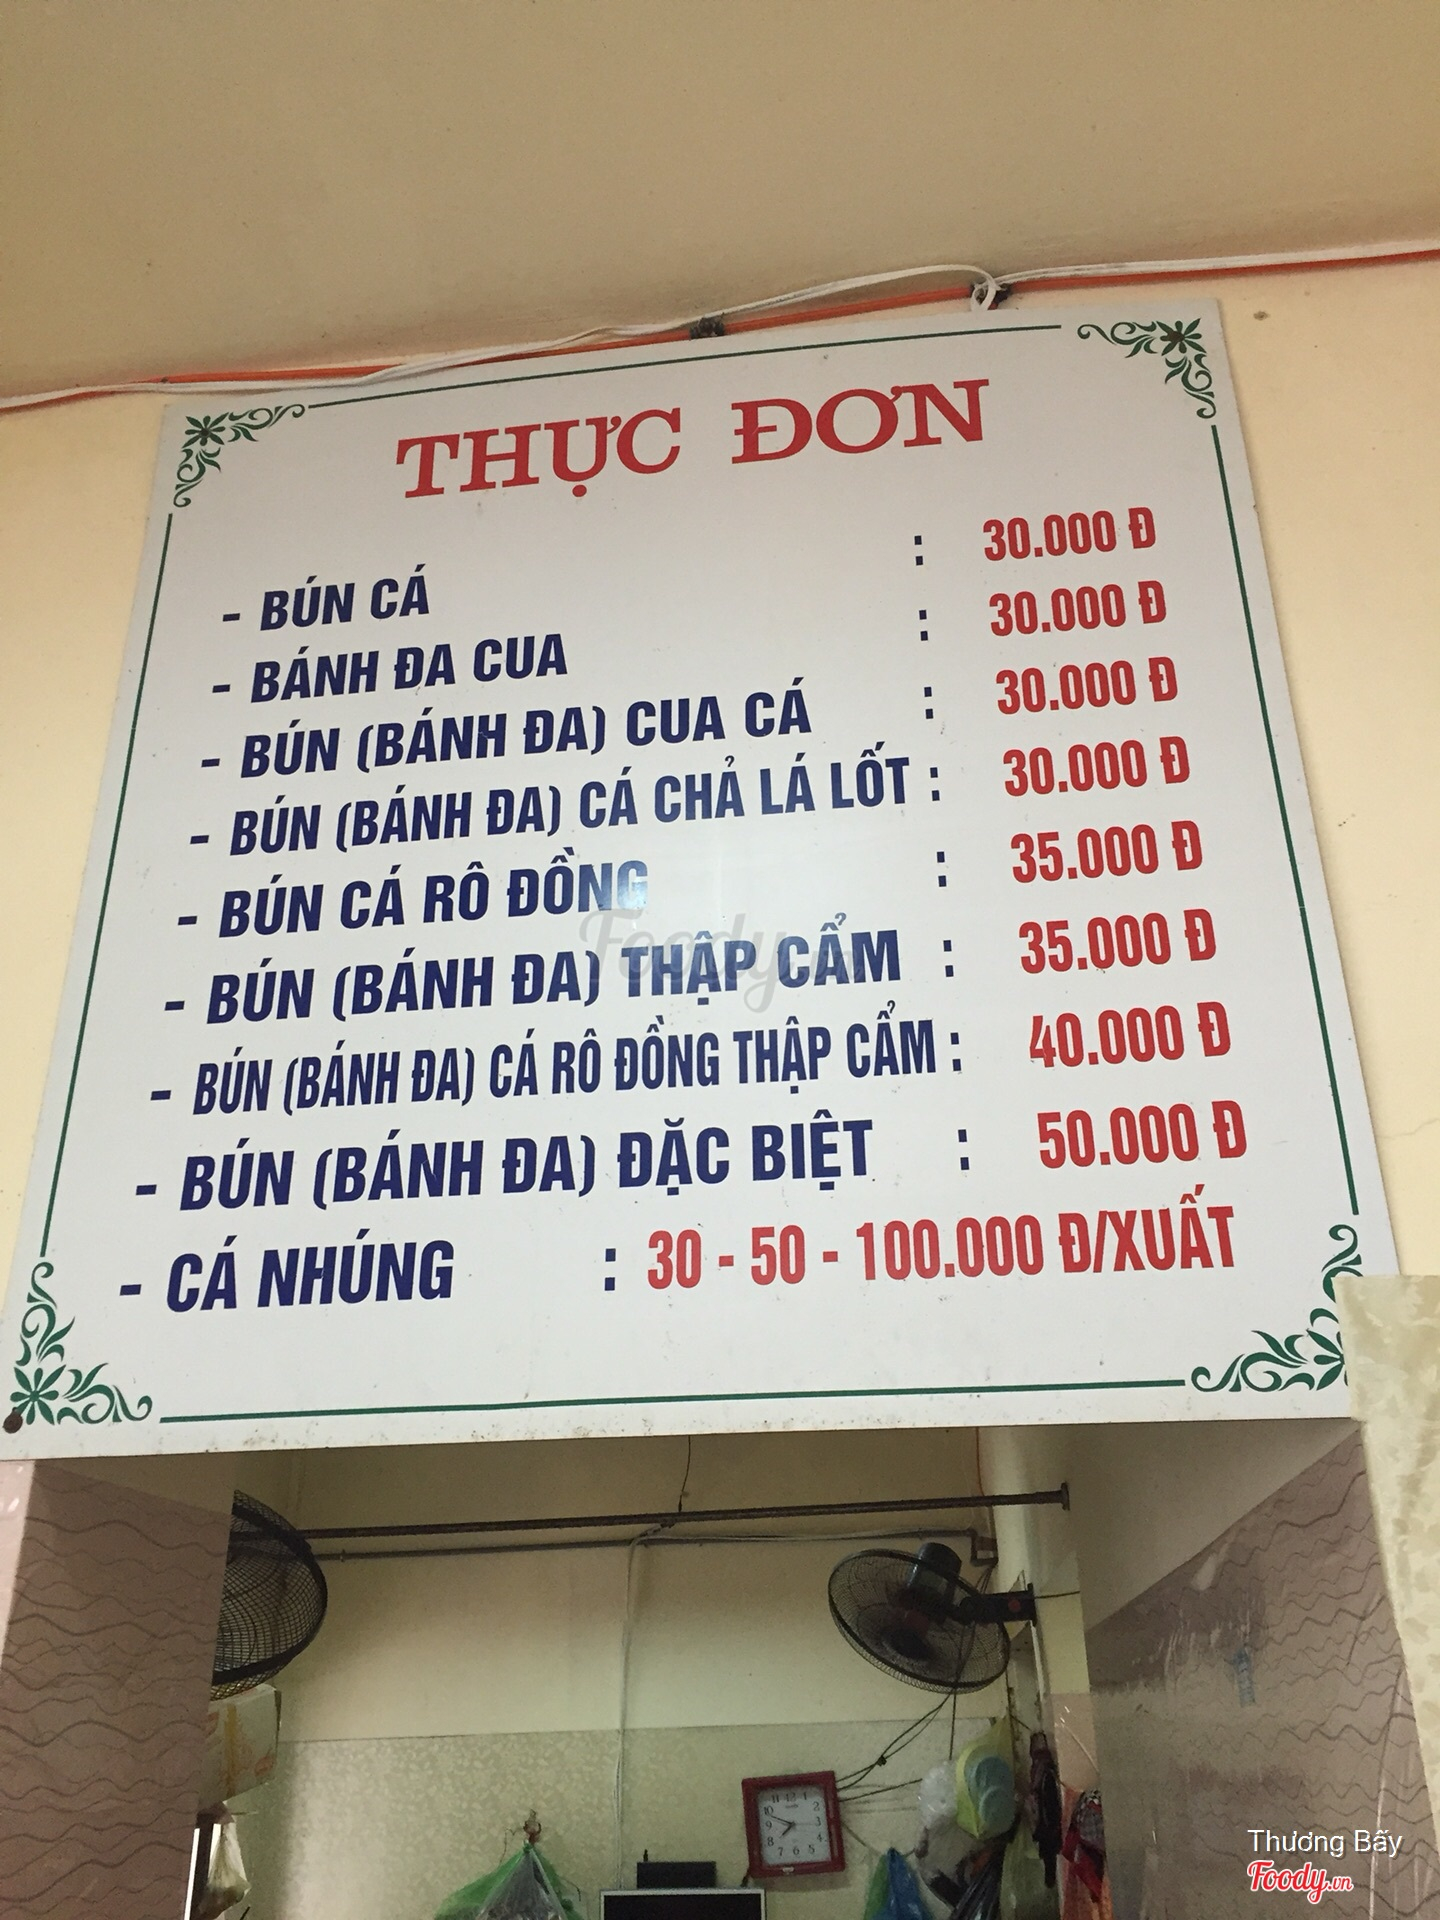 THỰC ĐƠN
- BÚN CÁ : 30.000 Đ
- BÁNH ĐA CUA : 30.000 Đ
- BÚN (BÁNH ĐA) CUA CÁ : 30.000 Đ
- BÚN (BÁNH ĐA) CÁ CHẢ LÁ LỐT : 30.000 Đ
- BÚN CÁ RÔ ĐỒNG : 35.000 Đ
- BÚN (BÁNH ĐA) THẬP CẨM : 35.000 Đ
- BÚN (BÁNH ĐA) CÁ RÔ ĐỒNG THẬP CẨM : 40.000 Đ
- BÚN (BÁNH ĐA) ĐẶC BIỆT : 50.000 Đ
- CÁ NHÚNG : 30 - 50 - 100.000 Đ/XUẤT
Foody.vn
Thương Bấy
Foody.vn